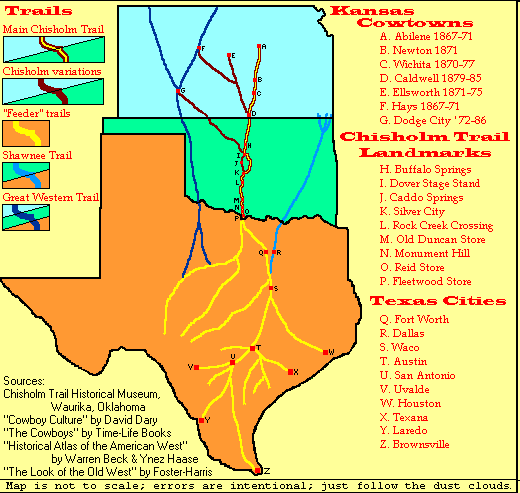 Trails
Main Chisholm Trail
Chisholm variations
"Feeder" trails
Shawnee Trail
Great Western Trail
Kansas
Cowtowns
A. Abilene 1867-71
B. Newton 1871
C. Wichita 1870-77
D. Caldwell 1879-85
E. Ellsworth 1871-75
F. Hays 1867-71
G. Dodge City '72-86
Chisholm Trail
Landmarks
H. Buffalo Springs
I. Dover Stage Stand
J. Caddo Springs
K. Silver City
L. Rock Creek Crossing
M. Old Duncan Store
N. Monument Hill
O. Reid Store
P. Fleetwood Store
Texas Cities
Q. Fort Worth
R. Dallas
S. Waco
T. Austin
U. San Antonio
V. Uvalde
W. Houston
X. Texana
Y. Laredo
Z. Brownsville
F
E
A
B
G
C
D
H
I
J
K
L
M
N
O
P
Q
R
S
T
U
V
W
X
Y
Z
Sources:
Chisholm Trail Historical Museum,
Waurika, Oklahoma
"Cowboy Culture" by David Dary
"The Cowboys" by Time-Life Books
"Historical Atlas of the American West"
by Warren Beck & Ynez Haase
"The Look of the Old West" by Foster-Harris
Map is not to scale; errors are intentional; just follow the dust clouds.